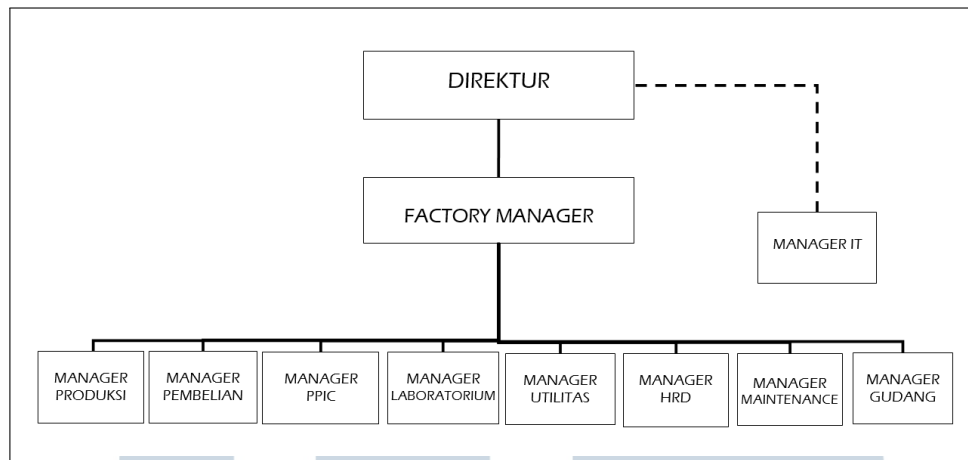 DIREKTUR
FACTORY MANAGER
MANAGER IT
MANAGER
PRODUKSI
MANAGER
PEMBELIAN
MANAGER
PPIC
MANAGER
LABORATORIUM
MANAGER
UTILITAS
MANAGER
HRD
MANAGER
MAINTENANCE
MANAGER
GUDANG